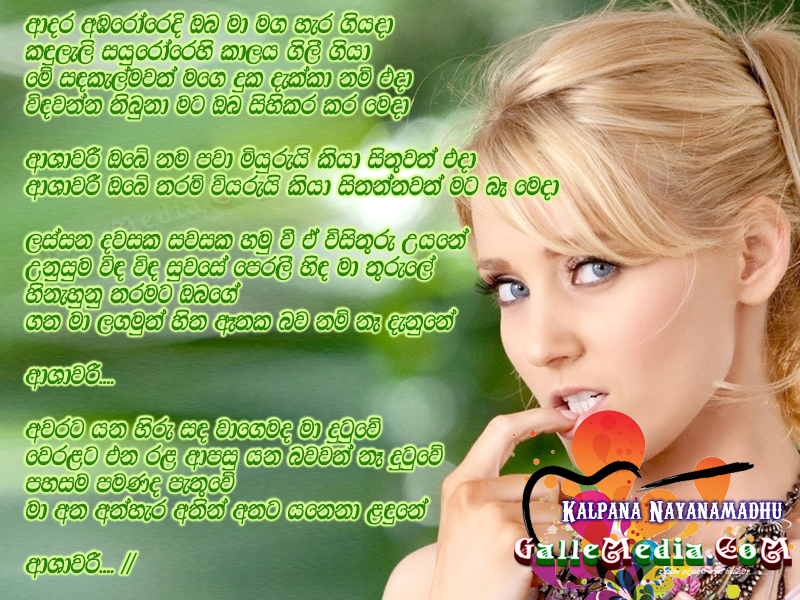 ආදර අඹරෝරෙදි ඔබ මා මග හැර ගියදා
කඳුලැලි සයුරෝරෙහි කාලය ගිලී ගියා
මේ සඳකැල්මවත් මගෙ දුක දැක්කා නම් එදා
විඳවන්න තිබුනා මට ඔබ සිහිකර කර මෙදා
ආශාවරී ඔබේ නම පවා මියුරුයි කියා සිතුවත් එදා
ආශාවරී ඔබේ තරම් වියරුයි කියා සිතන්නවත් මට බෑ මෙදා
ලස්සන දවසක සවසක හමු වී ඒ විසිතුරු උයනේ
උනුසුම විඳ විඳ සුවසේ පෙරලී හිඳ මා තුරුලේ
හිනැහුනු තරමට ඔබගේ
ගත මා ලගමුත් හිත ඈතක බව නම් නෑ දැනුනේ
ආශාවරී....
අවරට යන හිරු සඳ වාගෙමද මා දුටුවේ
වෙරළට එන රළ ආපසු යන බවවත් නෑ දුටුවේ
පහසම පමණද පැතුවේ
මා අත අත්හැර අතින් අතට යනෙනා ළඳුනේ
ආශාවරී.... //
KALPANA NAYANAMADHU
GalleMedia.CoM